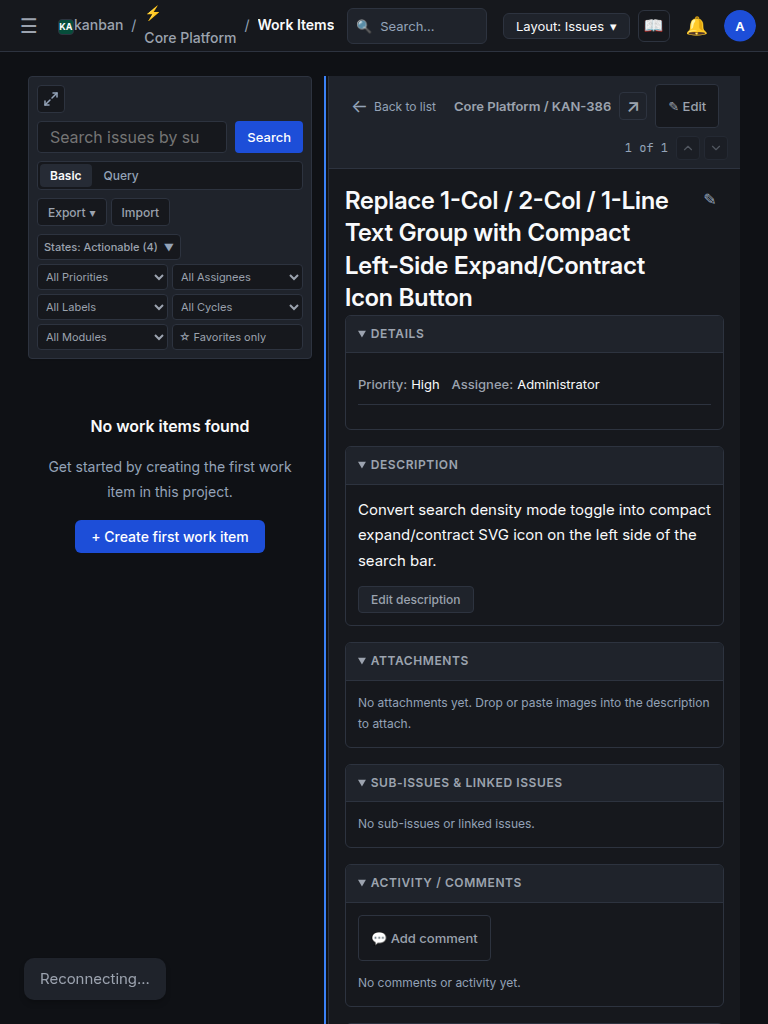 ☰ KA kanban / ⚡ Core Platform / Work Items 🔍 Search... Layout: Issues ▾ 📖 🔔 A
Search issues by su Search
Basic Query
Export ▾ Import
States: Actionable (4) ▼
All Priorities All Assignees
All Labels All Cycles
All Modules ☆ Favorites only
No work items found
Get started by creating the first work
item in this project.
+ Create first work item
Reconnecting...
← Back to list Core Platform / KAN-386 ↗ ✎ Edit
1 of 1
Replace 1-Col / 2-Col / 1-Line
Text Group with Compact
Left-Side Expand/Contract
Icon Button
✎
▼ DETAILS
Priority: High Assignee: Administrator
▼ DESCRIPTION
Convert search density mode toggle into compact
expand/contract SVG icon on the left side of the
search bar.
Edit description
▼ ATTACHMENTS
No attachments yet. Drop or paste images into the description
to attach.
▼ SUB-ISSUES & LINKED ISSUES
No sub-issues or linked issues.
▼ ACTIVITY / COMMENTS
💬 Add comment
No comments or activity yet.